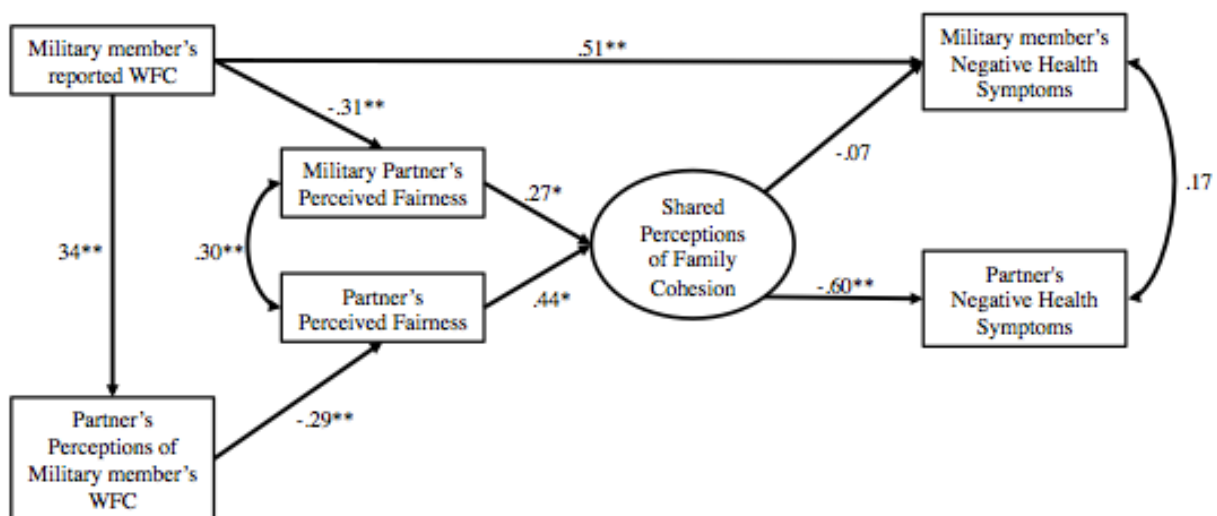 Military member's
reported WFC
.51**
Military member's
Negative Health
Symptoms
-.31**
Military Partner's
Perceived Fairness
.27*
-.07
.17
34**
.30**
Shared
Perceptions
of Family
Cohesion
Partner's
Perceived Fairness
.44*
-.60**
Partner's
Negative Health
Symptoms
Partner's
Perceptions of
Military member's
WFC
-.29**